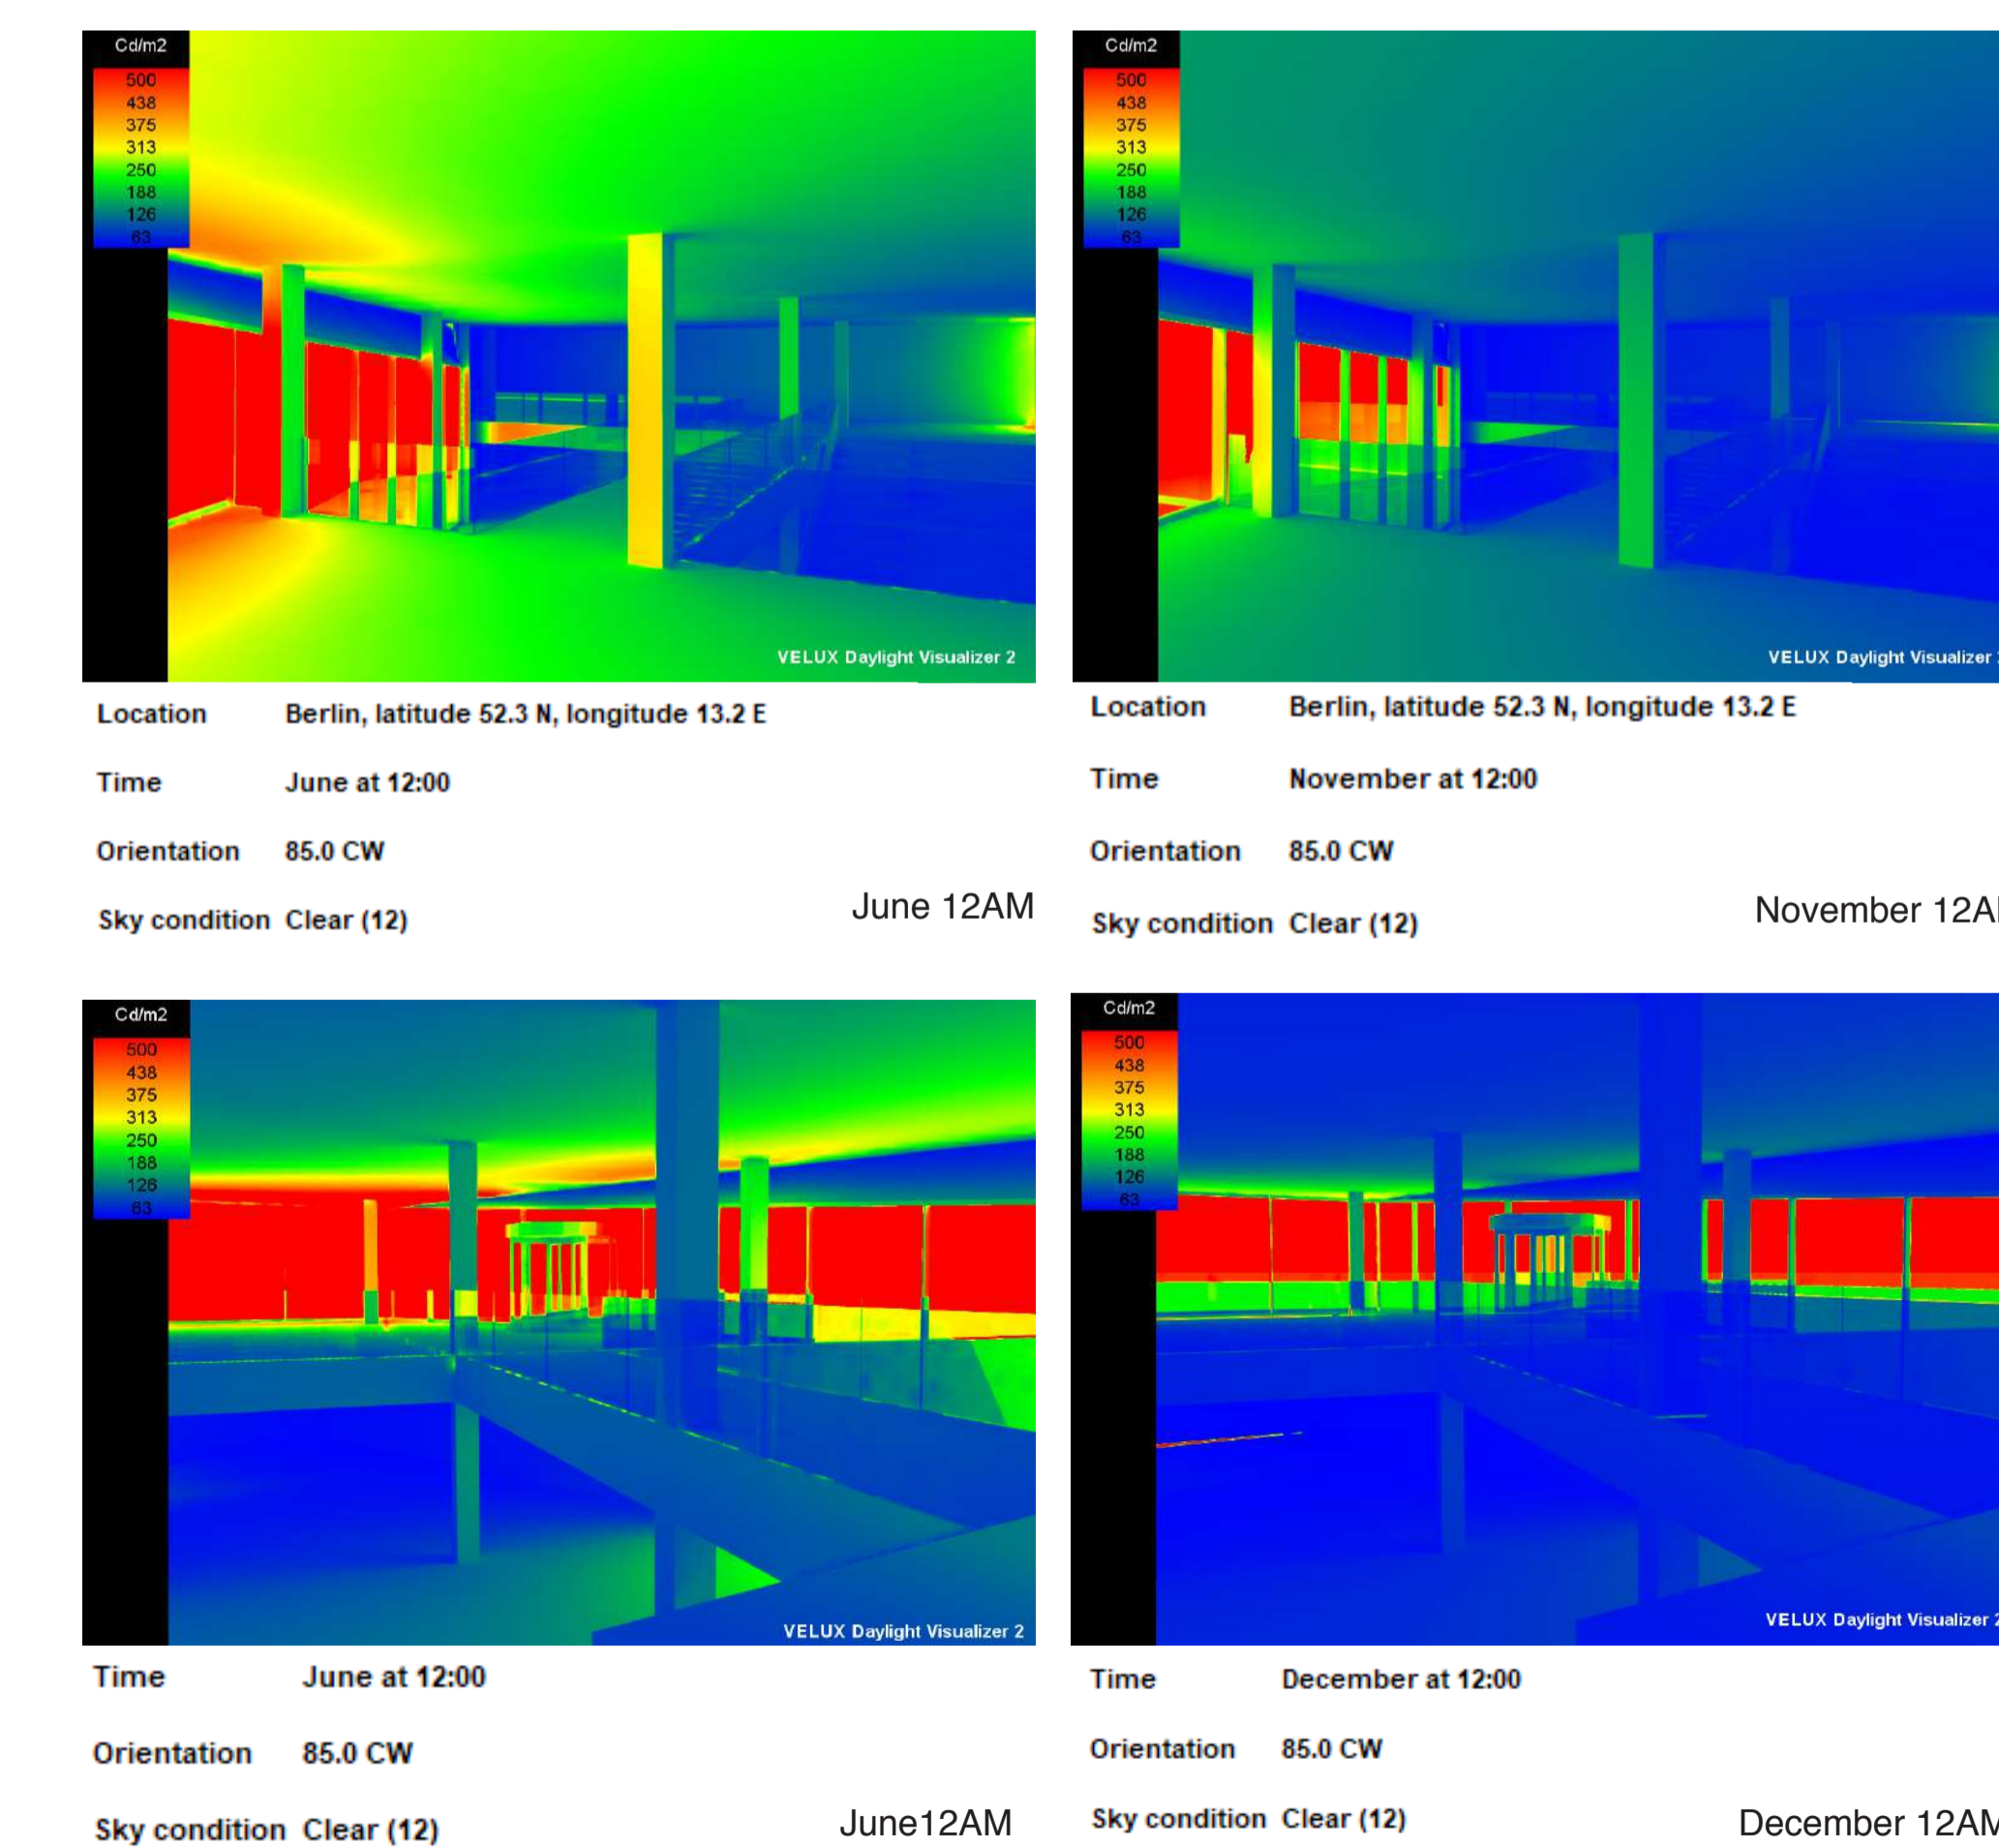 Cd/m2
500
438
375
313
250
188
126
63
VELUX Daylight Visualizer 2
Location Berlin, latitude 52.3 N, longitude 13.2 E
Time June at 12:00
Orientation 85.0 CW
Sky condition Clear (12)
June 12AM
Cd/m2
500
438
375
313
250
188
126
63
VELUX Daylight Visualizer
Location Berlin, latitude 52.3 N, longitude 13.2 E
Time November at 12:00
Orientation 85.0 CW
Sky condition Clear (12)
November 12A
Cd/m2
500
438
375
313
250
188
126
63
VELUX Daylight Visualizer 2
Time June at 12:00
Orientation 85.0 CW
Sky condition Clear (12)
June12AM
Cd/m2
500
438
375
313
250
188
126
63
VELUX Daylight Visualizer 2
Time December at 12:00
Orientation 85.0 CW
Sky condition Clear (12)
December 12AM